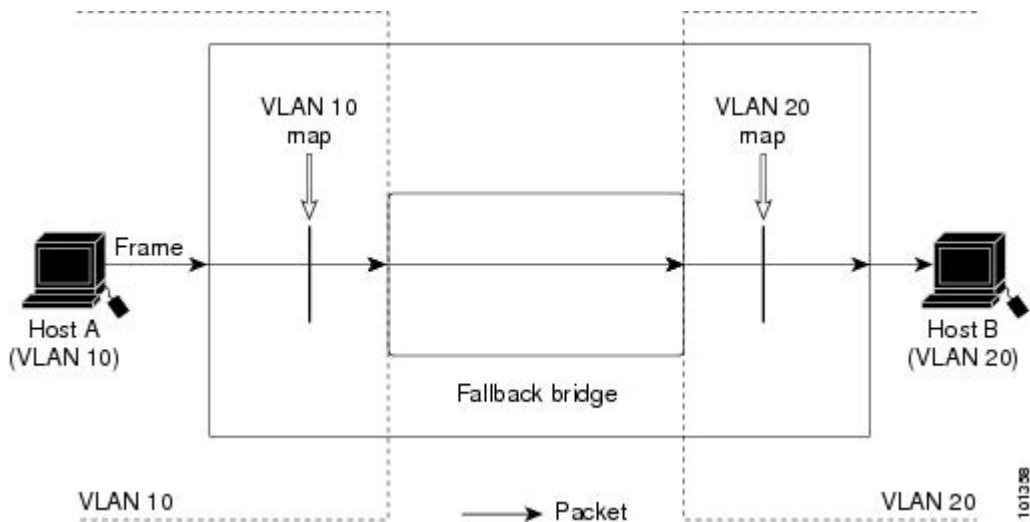 VLAN 10
map
VLAN 20
map
Frame
Host A
(VLAN 10)
Host B
(VLAN 20)
Fallback bridge
VLAN 10
Packet
VLAN 20
101358